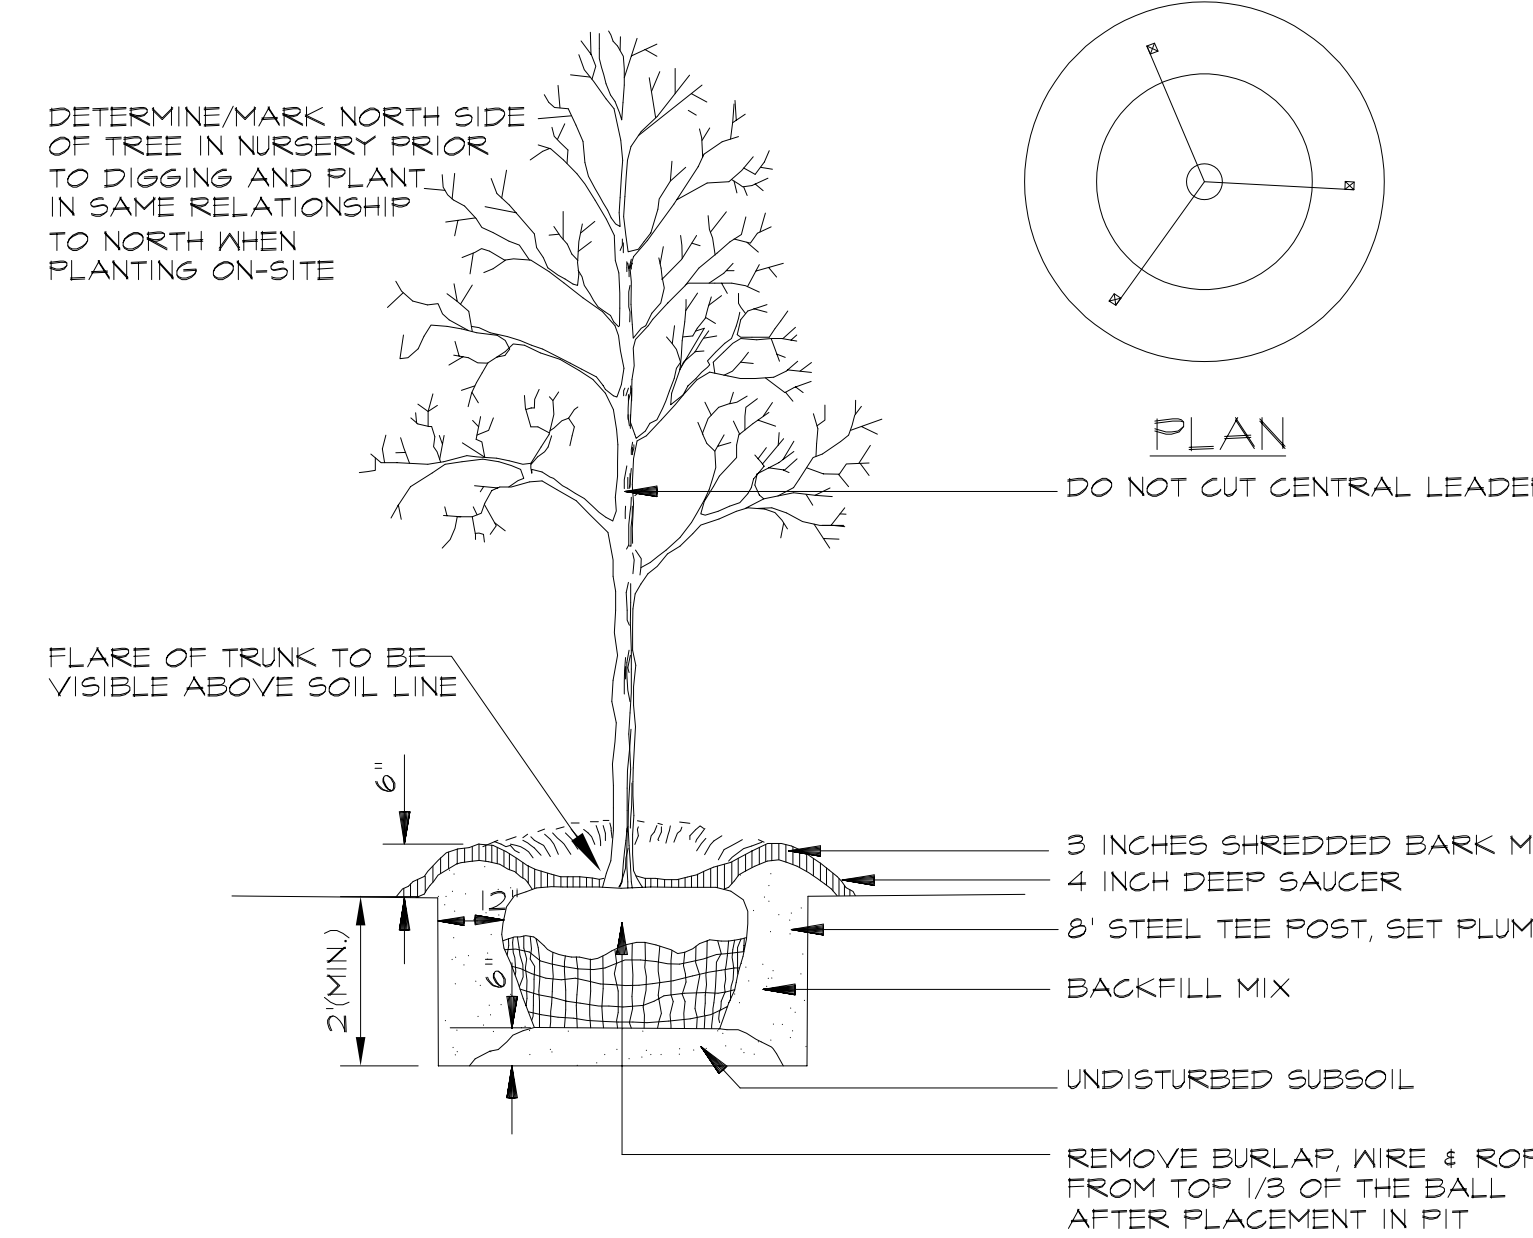 DETERMINE/MARK NORTH SIDE
OF TREE IN NURSERY PRIOR
TO DIGGING AND PLANT
IN SAME RELATIONSHIP
TO NORTH WHEN
PLANTING ON-SITE
PLAN
DO NOT CUT CENTRAL
FLARE OF TRUNK TO BE
VISIBLE ABOVE SOIL LINE
6"
3 INCHES SHREDDED BARK
4 INCH DEEP SAUCER
12"
8' STEEL TEE POST, SET
2'(MIN.)
6"
BACKFILL MIX
UNDISTURBED SUBSOIL
REMOVE BURLAP, WIRE &
FROM TOP 1/3 OF THE BALL
AFTER PLACEMENT IN PIT